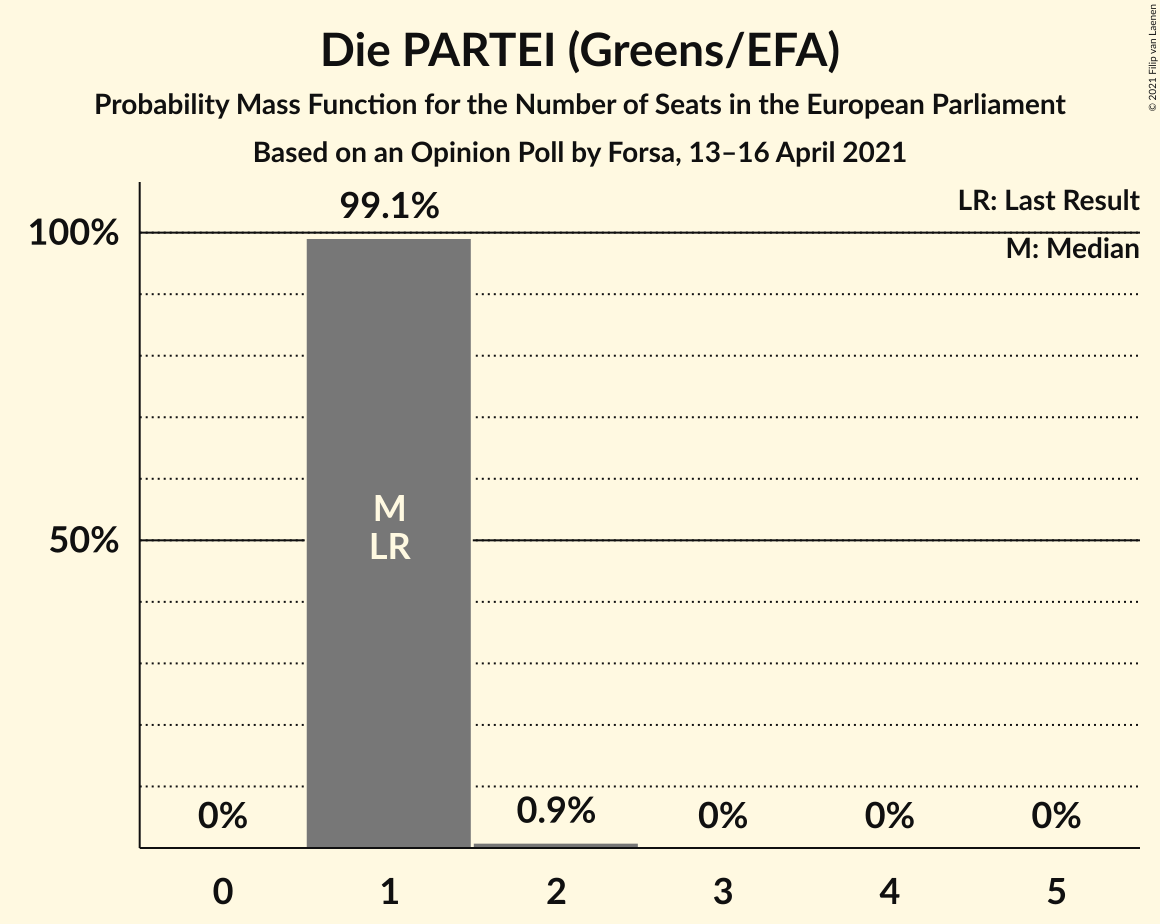 Die PARTEI (Greens/EFA)
Probability Mass Function for the Number of Seats in the European Parliament
Based on an Opinion Poll by Forsa, 13–16 April 2021
© 2021 Filip van Laenen
LR: Last Result
M: Median
100%
50%
99.1%
M
LR
0%
0.9%
0%
0%
0%
0
1
2
3
4
5